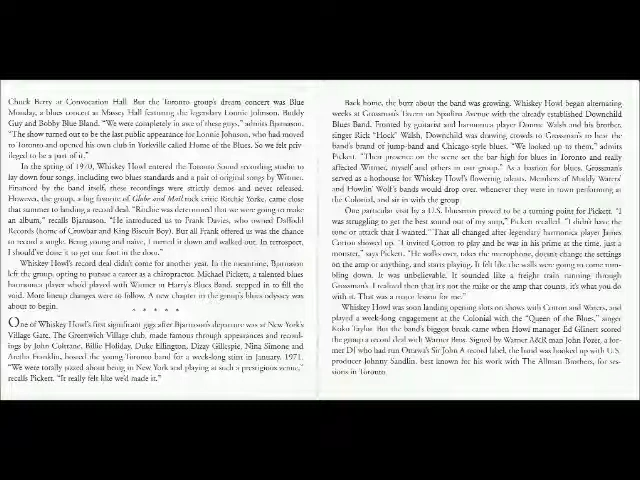 Chuck Berry at Convocation Hall. But the Toronto group's dream concert was Blue
Monday, a blues concert at Massey Hall featuring the legendary Lonnie Johnson, Buddy
Guy and Bobby Blue Bland. "We were completely in awe of these guys," admits Bjarnason.
"The show turned out to be the last public appearance for Lonnie Johnson, who had moved
to Toronto and opened his own club in Yorkville called Home of the Blues. So we felt priv-
ileged to be a part of it."
In the spring of 1970, Whiskey Howl entered the Toronto Sound recording studio to
lay down four songs, including two blues standards and a pair of original songs by Witmer.
Financed by the band itself, these recordings were strictly demos and never released.
However, the group, a big favorite of Globe and Mail rock critic Ritchie Yorke, came close
that summer to landing a record deal. "Ritchie was determined that we were going to make
an album," recalls Bjarnason. "He introduced us to Frank Davies, who owned Daffodil
Records (home of Crowbar and King Biscuit Boy). But all Frank offered us was the chance
to record a single. Being young and naive, I turned it down and walked out. In retrospect,
I should've done it to get our foot in the door."
Whiskey Howl's record deal didn't come for another year. In the meantime, Bjarnason
left the group, opting to pursue a career as a chiropractor. Michael Pickett, a talented blues
harmonica player who'd played with Witmer in Harry's Blues Band, stepped in to fill the
void. More lineup changes were to follow. A new chapter in the group's blues odyssey was
about to begin.
* * * * *
One of Whiskey Howl's first significant gigs after Bjarnason's departure was at New York's
Village Gate. The Greenwich Village club, made famous through appearances and record-
ings by John Coltrane, Billie Holiday, Duke Ellington, Dizzy Gillespie, Nina Simone and
Aretha Franklin, hosted the young Toronto band for a week-long stint in January, 1971.
"We were totally jazzed about being in New York and playing at such a prestigious venue,"
recalls Pickett. "It really felt like we'd made it."
Back home, the buzz about the band was growing. Whiskey Howl began alternating
weeks at Grossman's Tavern on Spadina Avenue with the already established Downchild
Blues Band. Fronted by guitarist and harmonica player Donnie Walsh and his brother,
singer Rick "Hock" Walsh, Downchild was drawing crowds to Grossman's to hear the
band's brand of jump-band and Chicago-style blues. "We looked up to them," admits
Pickett. "Their presence on the scene set the bar high for blues in Toronto and really
affected Witmer, myself and others in our group." As a bastion for blues, Grossman's
served as a hothouse for Whiskey Howl's flowering talents. Members of Muddy Waters'
and Howlin' Wolf's bands would drop over, whenever they were in town performing at
the Colonial, and sit in with the group.
One particular visit by a U.S. bluesman proved to be a turning point for Pickett. "I
was struggling to get the best sound out of my amp," Pickett recalled. "I didn't have the
tone or attack that I wanted." That all changed after legendary harmonica player James
Cotton showed up. "I invited Cotton to play and he was in his prime at the time, just a
monster," says Pickett. "He walks over, takes the microphone, doesn't change the settings
on the amp or anything, and starts playing. It felt like the walls were going to come tum-
bling down. It was unbelievable. It sounded like a freight train running through
Grossman's. I realized then that it's not the mike or the amp that counts, it's what you do
with it. That was a major lesson for me."
Whiskey Howl was soon landing opening slots on shows with Cotton and Waters, and
played a week-long engagement at the Colonial with the "Queen of the Blues," singer
Koko Taylor. But the band's biggest break came when Howl manager Ed Glinert scored
the group a record deal with Warner Bros. Signed by Warner A&R man John Pozer, a for-
mer DJ who had run Ottawa's Sir John A record label, the band was hooked up with U.S.
producer Johnny Sandlin, best known for his work with The Allman Brothers, for ses-
sions in Toronto.